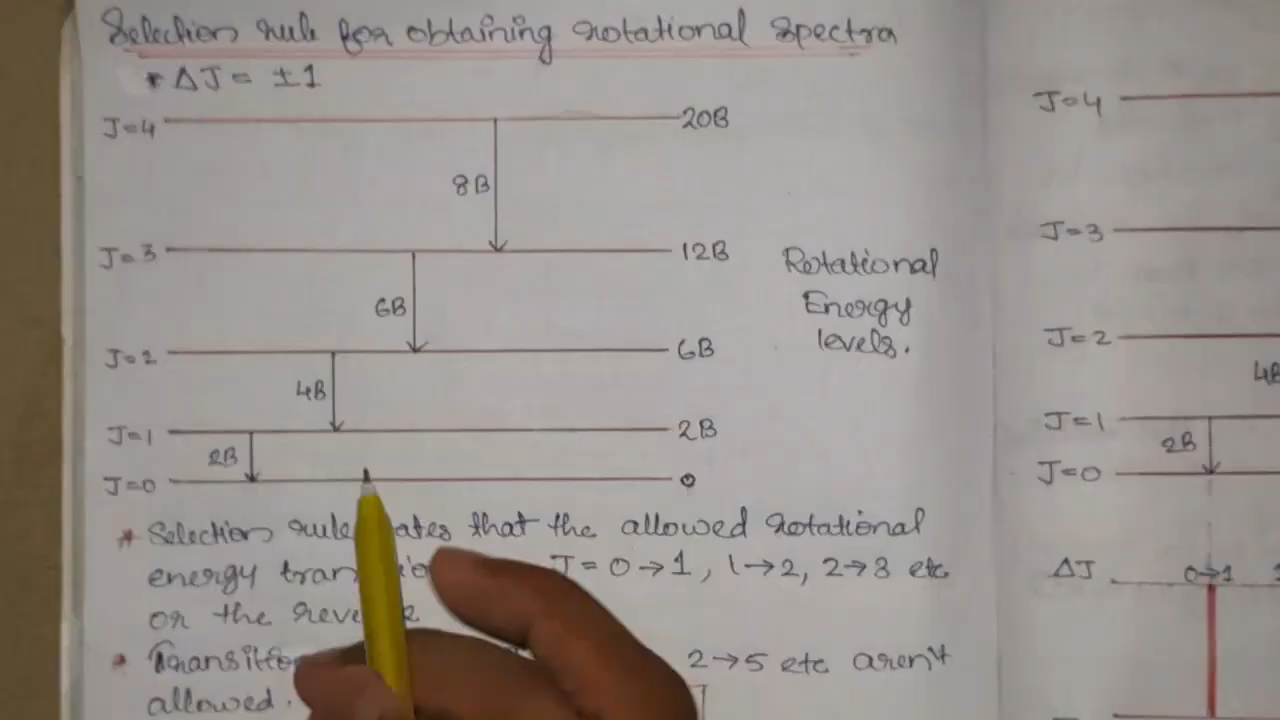 Selection rule for obtaining rotational spectra
* ΔJ = ±1
J=4 20B
8B
J=3 12B
6B
J=2 6B
4B
J=1 2B
2B
J=0 0
Rotational
Energy
levels.
* Selection rule that the allowed rotational
energy J = 0→1, 1→2, 2→3 etc
or the
* 2→5 etc aren't
allowed.
J=4
J=3
J=2
4B
J=1
2B
J=0
ΔJ 0→1